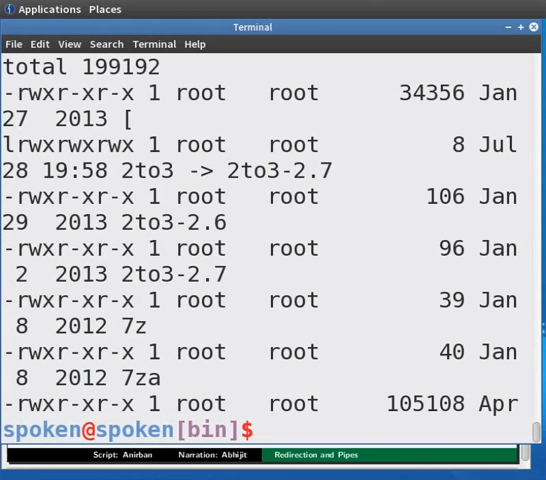 Applications Places
Terminal
File Edit View Search Terminal Help
total 199192
-rwxr-xr-x 1 root   root      34356 Jan
27  2013 [
lrwxrwxrwx 1 root   root          8 Jul
28 19:58 2to3 -> 2to3-2.7
-rwxr-xr-x 1 root   root        106 Jan
29  2013 2to3-2.6
-rwxr-xr-x 1 root   root         96 Jan
 2  2013 2to3-2.7
-rwxr-xr-x 1 root   root         39 Jan
 8  2012 7z
-rwxr-xr-x 1 root   root         40 Jan
 8  2012 7za
-rwxr-xr-x 1 root   root     105108 Apr
spoken@spoken[bin]$
Script: Anirban Narration: Abhijit Redirection and Pipes